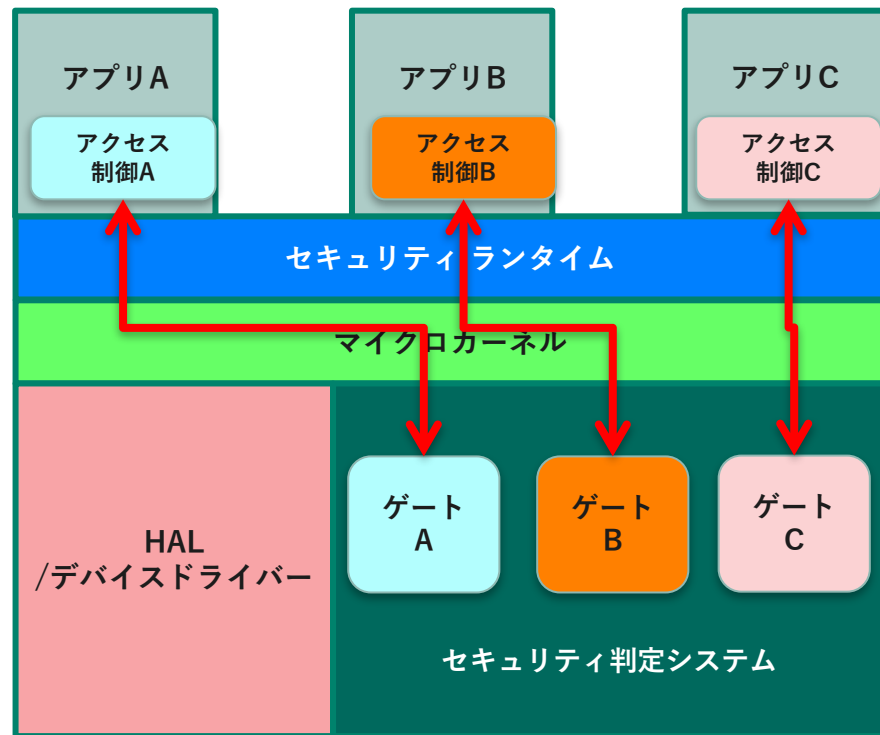 アプリA
アプリB
アプリC
アクセス
制御A
アクセス
制御B
アクセス
制御C
セキュリティランタイム
マイクロカーネル
HAL
/デバイスドライバー
ゲート
A
ゲート
B
ゲート
C
セキュリティ判定システム